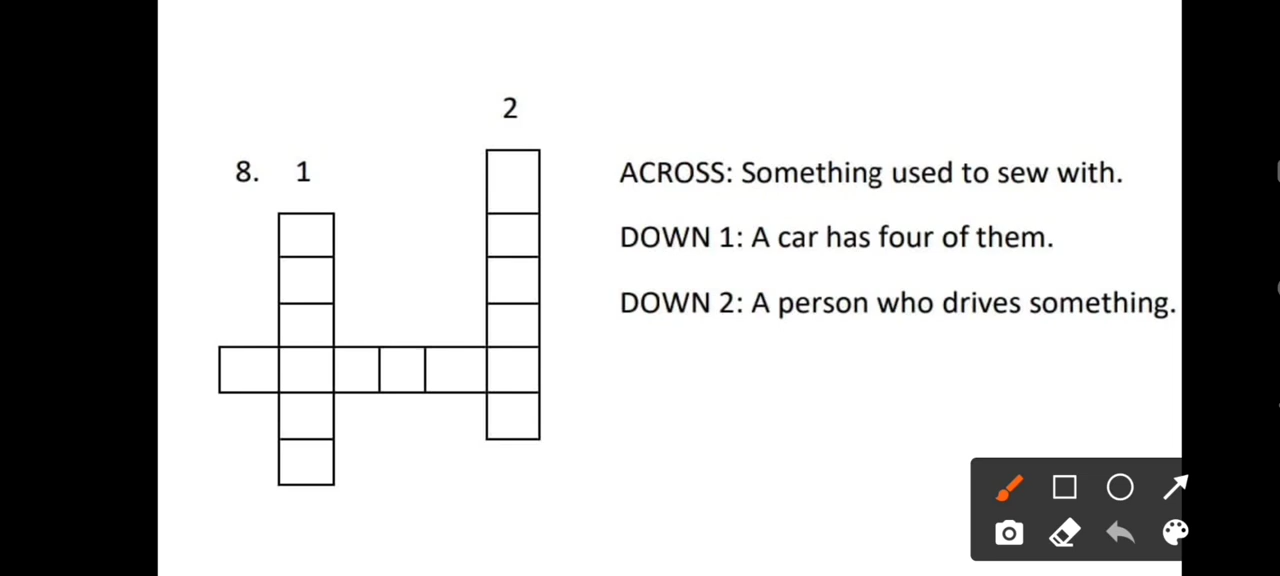 2
8. 1
ACROSS: Something used to sew with.
DOWN 1: A car has four of them.
DOWN 2: A person who drives something.